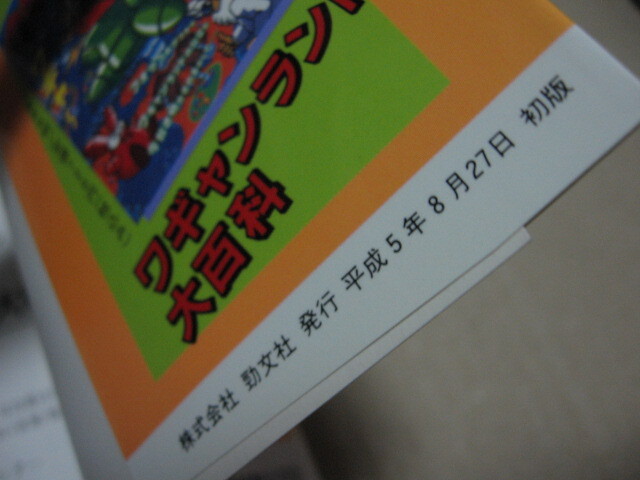 ワギャンランド
大百科
株式会社 勁文社 発行 平成5年8月27日 初版